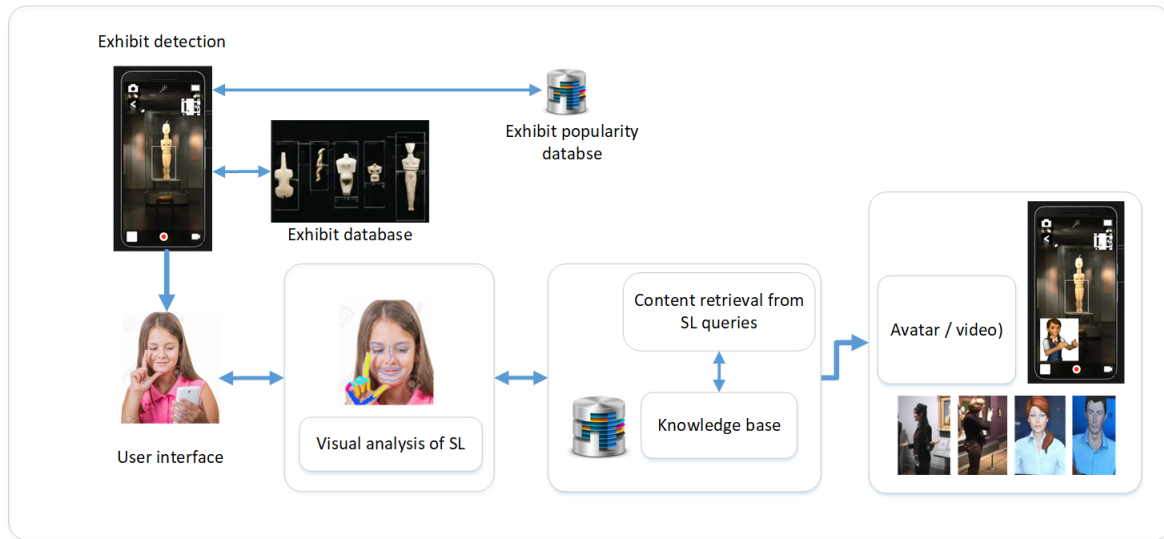 Exhibit detection
Exhibit popularity
databse
Exhibit database
Content retrieval from
SL queries
Avatar / video)
Knowledge base
Visual analysis of SL
User interface